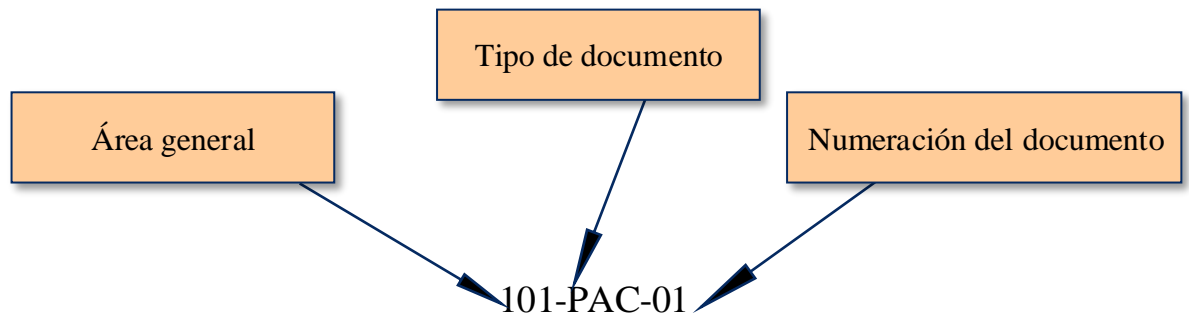 Tipo de documento
Área general
Numeración del documento
101-PAC-01